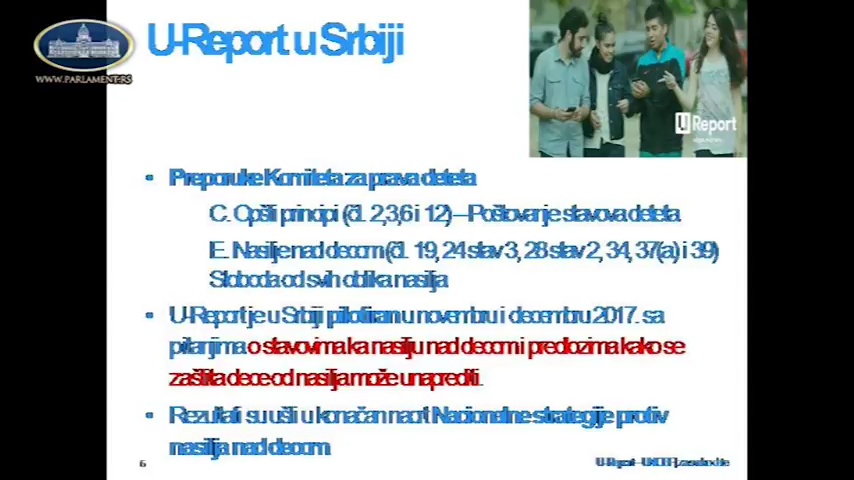 U-Report u Srbiji
WWW.PARLAMENT.RS
U Report
Preporuke Komiteta za prava deteta
C. Opšti principi (čl. 2,3,6 i 12) – Poštovanje stavova deteta
E. Nasilje nad decom (čl. 19, 24 stav 3, 28 stav 2, 34, 37(a) i 39)
Sloboda od svih oblika nasilja
U-Report je u Srbiji pilotiran u novembru i decembru 2017. sa
pitanjima o stavovima ka nasilju nad decom i predlozima kako se
zaštita dece od nasilja može unaprediti.
Rezultati su ušli u konačan nacrt Nacionalne strategije protiv
nasilja nad decom
6
U-Report – UNICEF, za svako dete